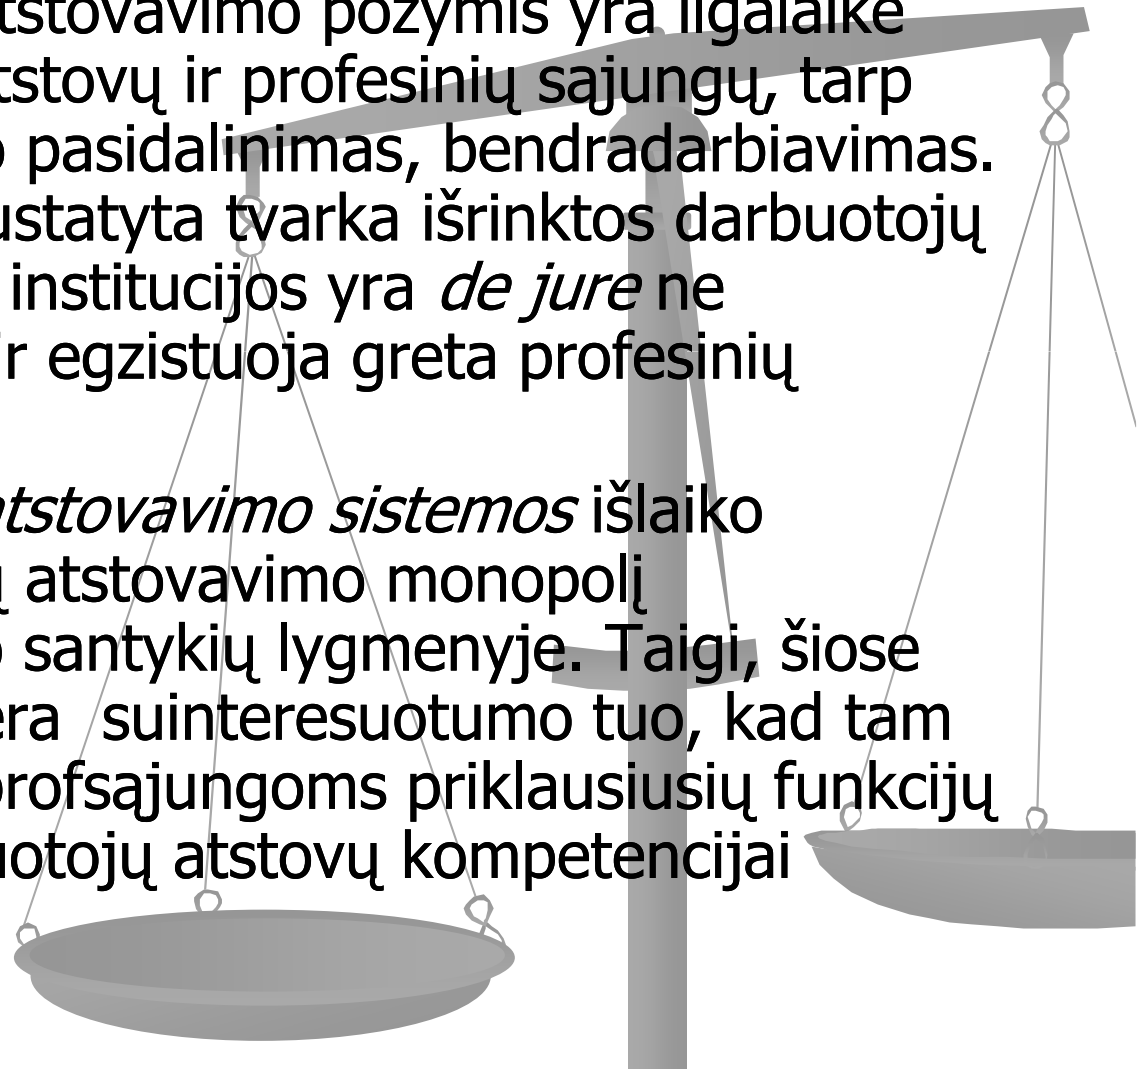 tstovavimo požymis yra ilgalaikė
tstovų ir profesinių sąjungų, tarp
pasidalinimas, bendradarbiavimas.
ustatyta tvarka išrinktos darbuotojų
institucijos yra de jure ne
ir egzistuoja greta profesinių
atstovavimo sistemos išlaiko
ų atstovavimo monopolį
o santykių lygmenyje. Taigi, šiose
era suinteresuotumo tuo, kad tam
profsąjungoms priklausiusių funkcijų
uotojų atstovų kompetencijai